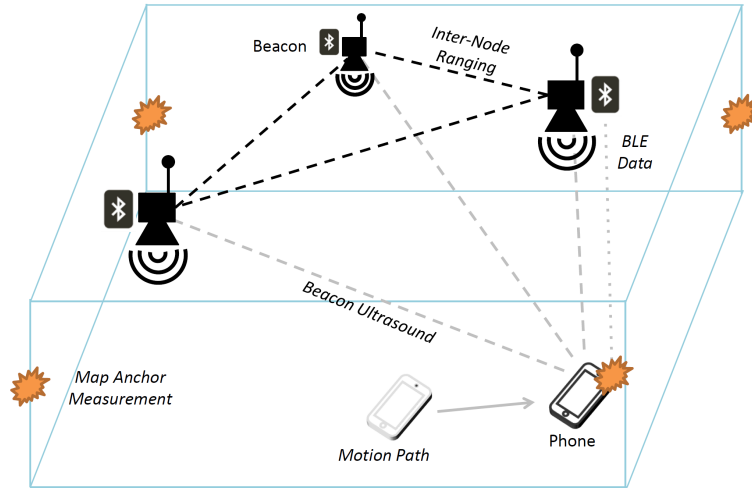 Beacon
Inter-Node
Ranging
BLE
Data
Beacon Ultrasound
Map Anchor
Measurement
Motion Path
Phone